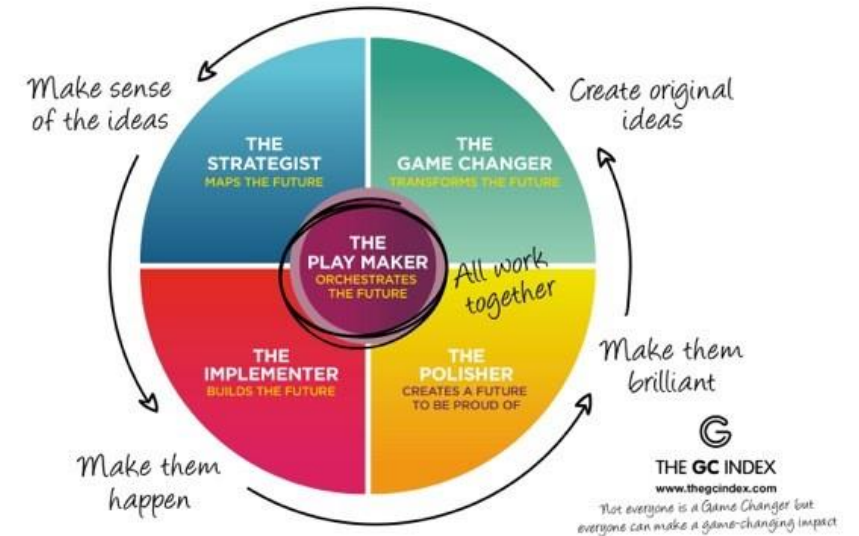 Make sense
of the ideas
Create original
ideas
THE
STRATEGIST
MAPS THE FUTURE
THE
GAME CHANGER
TRANSFORMS THE FUTURE
THE
PLAY MAKER
ORCHESTRATES
THE FUTURE
All work
together
THE
IMPLEMENTER
BUILDS THE FUTURE
THE
POLISHER
CREATES A FUTURE
TO BE PROUD OF
Make them
brilliant
Make them
happen
G
THE GC INDEX
www.thegcindex.com
Not everyone is a Game Changer but
everyone can make a game-changing impact